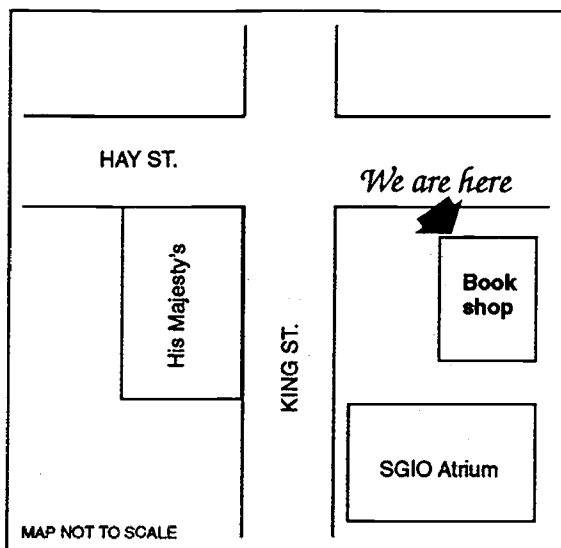 HAY ST.
We are here
His Majesty's
KING ST.
Book
shop
SGIO Atrium
MAP NOT TO SCALE